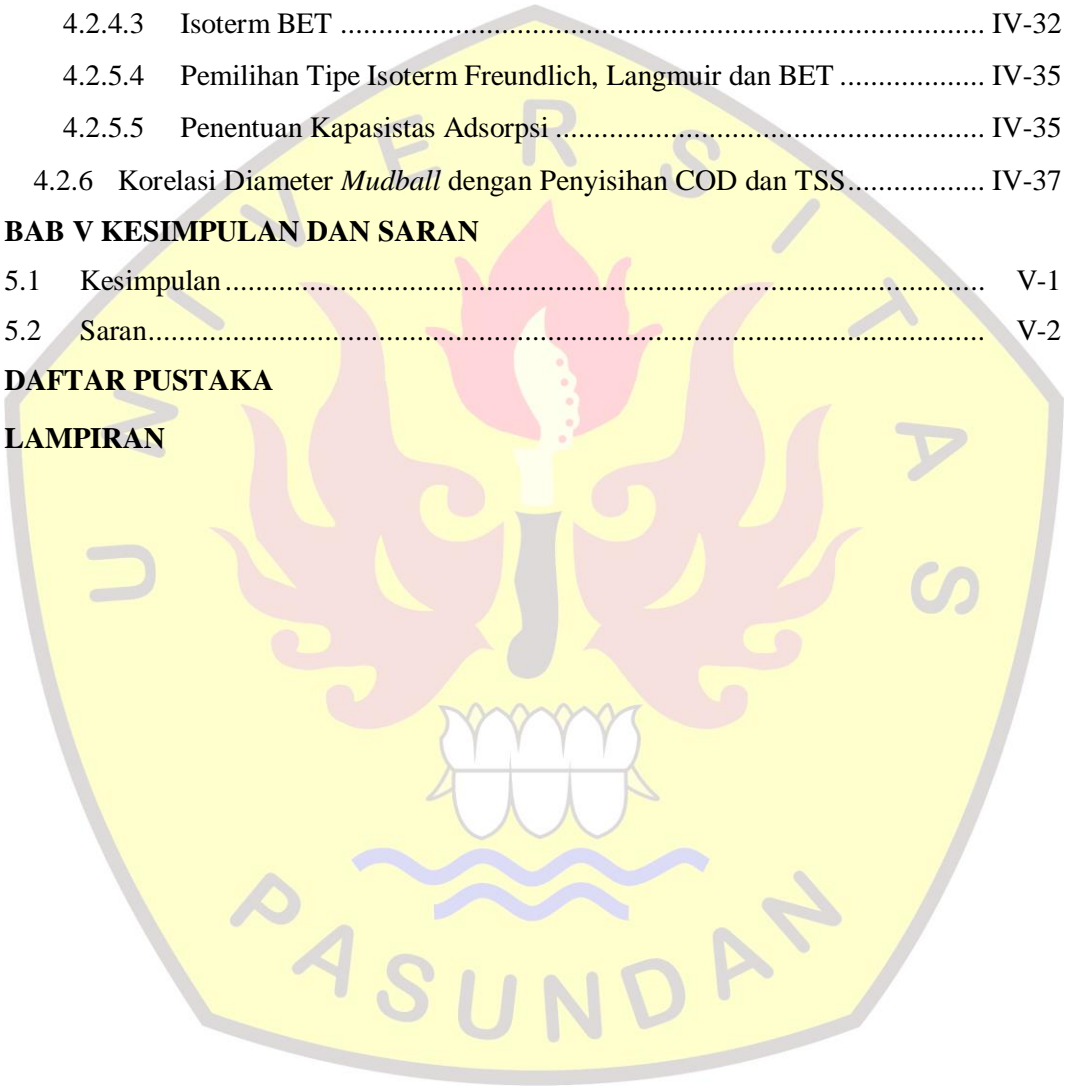 4.2.4.3 Isoterm BET ..................................................................................... IV-32
4.2.5.4 Pemilihan Tipe Isoterm Freundlich, Langmuir dan BET ................... IV-35
4.2.5.5 Penentuan Kapasistas Adsorpsi ......................................................... IV-35
4.2.6 Korelasi Diameter Mudball dengan Penyisihan COD dan TSS.................. IV-37
BAB V KESIMPULAN DAN SARAN
5.1 Kesimpulan .................................................................................................... V-1
5.2 Saran.............................................................................................................. V-2
DAFTAR PUSTAKA
LAMPIRAN
UNIVERSITAS
PASUNDAN